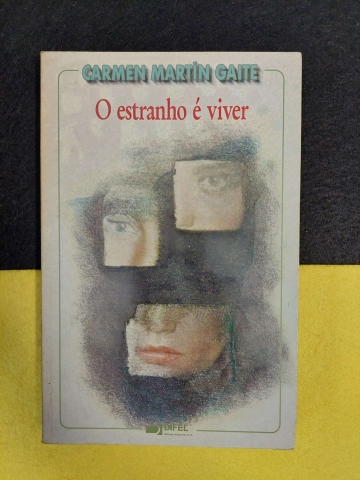 CARMEN MARTÍN GAITE
O estranho é viver
DIFEL